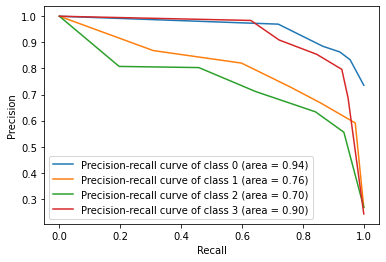 1.0
0.9
0.8
0.7
0.6
0.5
0.4
0.3
Precision
Precision-recall curve of class 0 (area = 0.94)
Precision-recall curve of class 1 (area = 0.76)
Precision-recall curve of class 2 (area = 0.70)
Precision-recall curve of class 3 (area = 0.90)
0.0 0.2 0.4 0.6 0.8 1.0
Recall